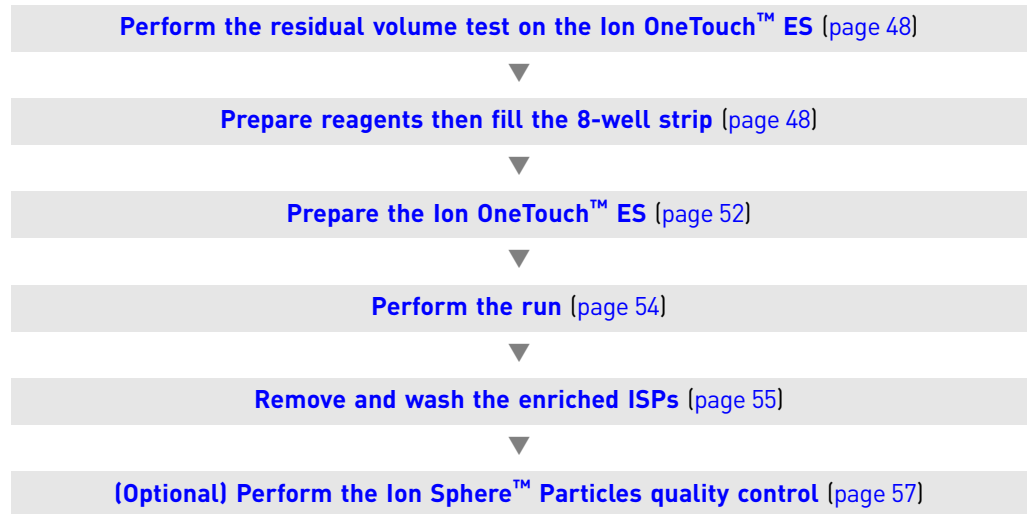 Perform the residual volume test on the Ion OneTouch™ ES (page 48)
Prepare reagents then fill the 8-well strip (page 48)
Prepare the Ion OneTouch™ ES (page 52)
Perform the run (page 54)
Remove and wash the enriched ISPs (page 55)
(Optional) Perform the Ion Sphere™ Particles quality control (page 57)